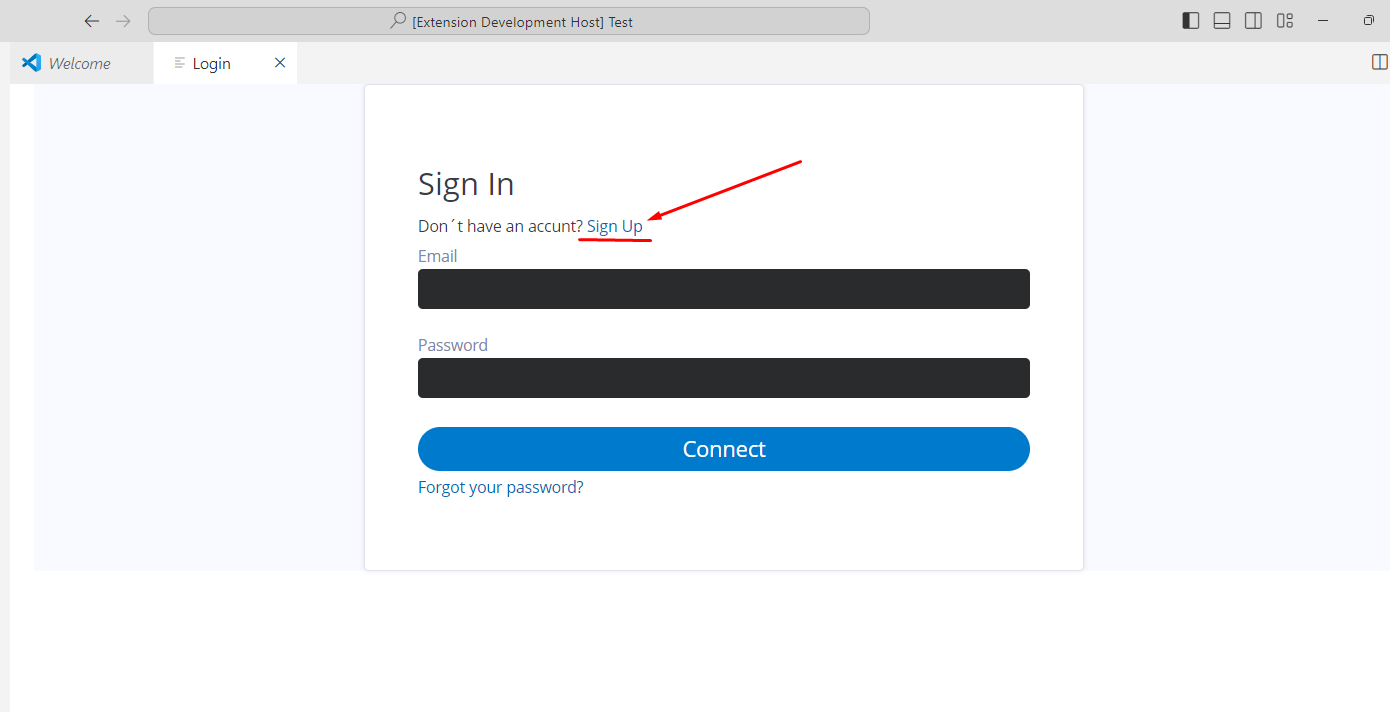 [Extension Development Host] Test
Welcome
Login
Sign In
Don´t have an accunt? Sign Up
Email
Password
Connect
Forgot your password?